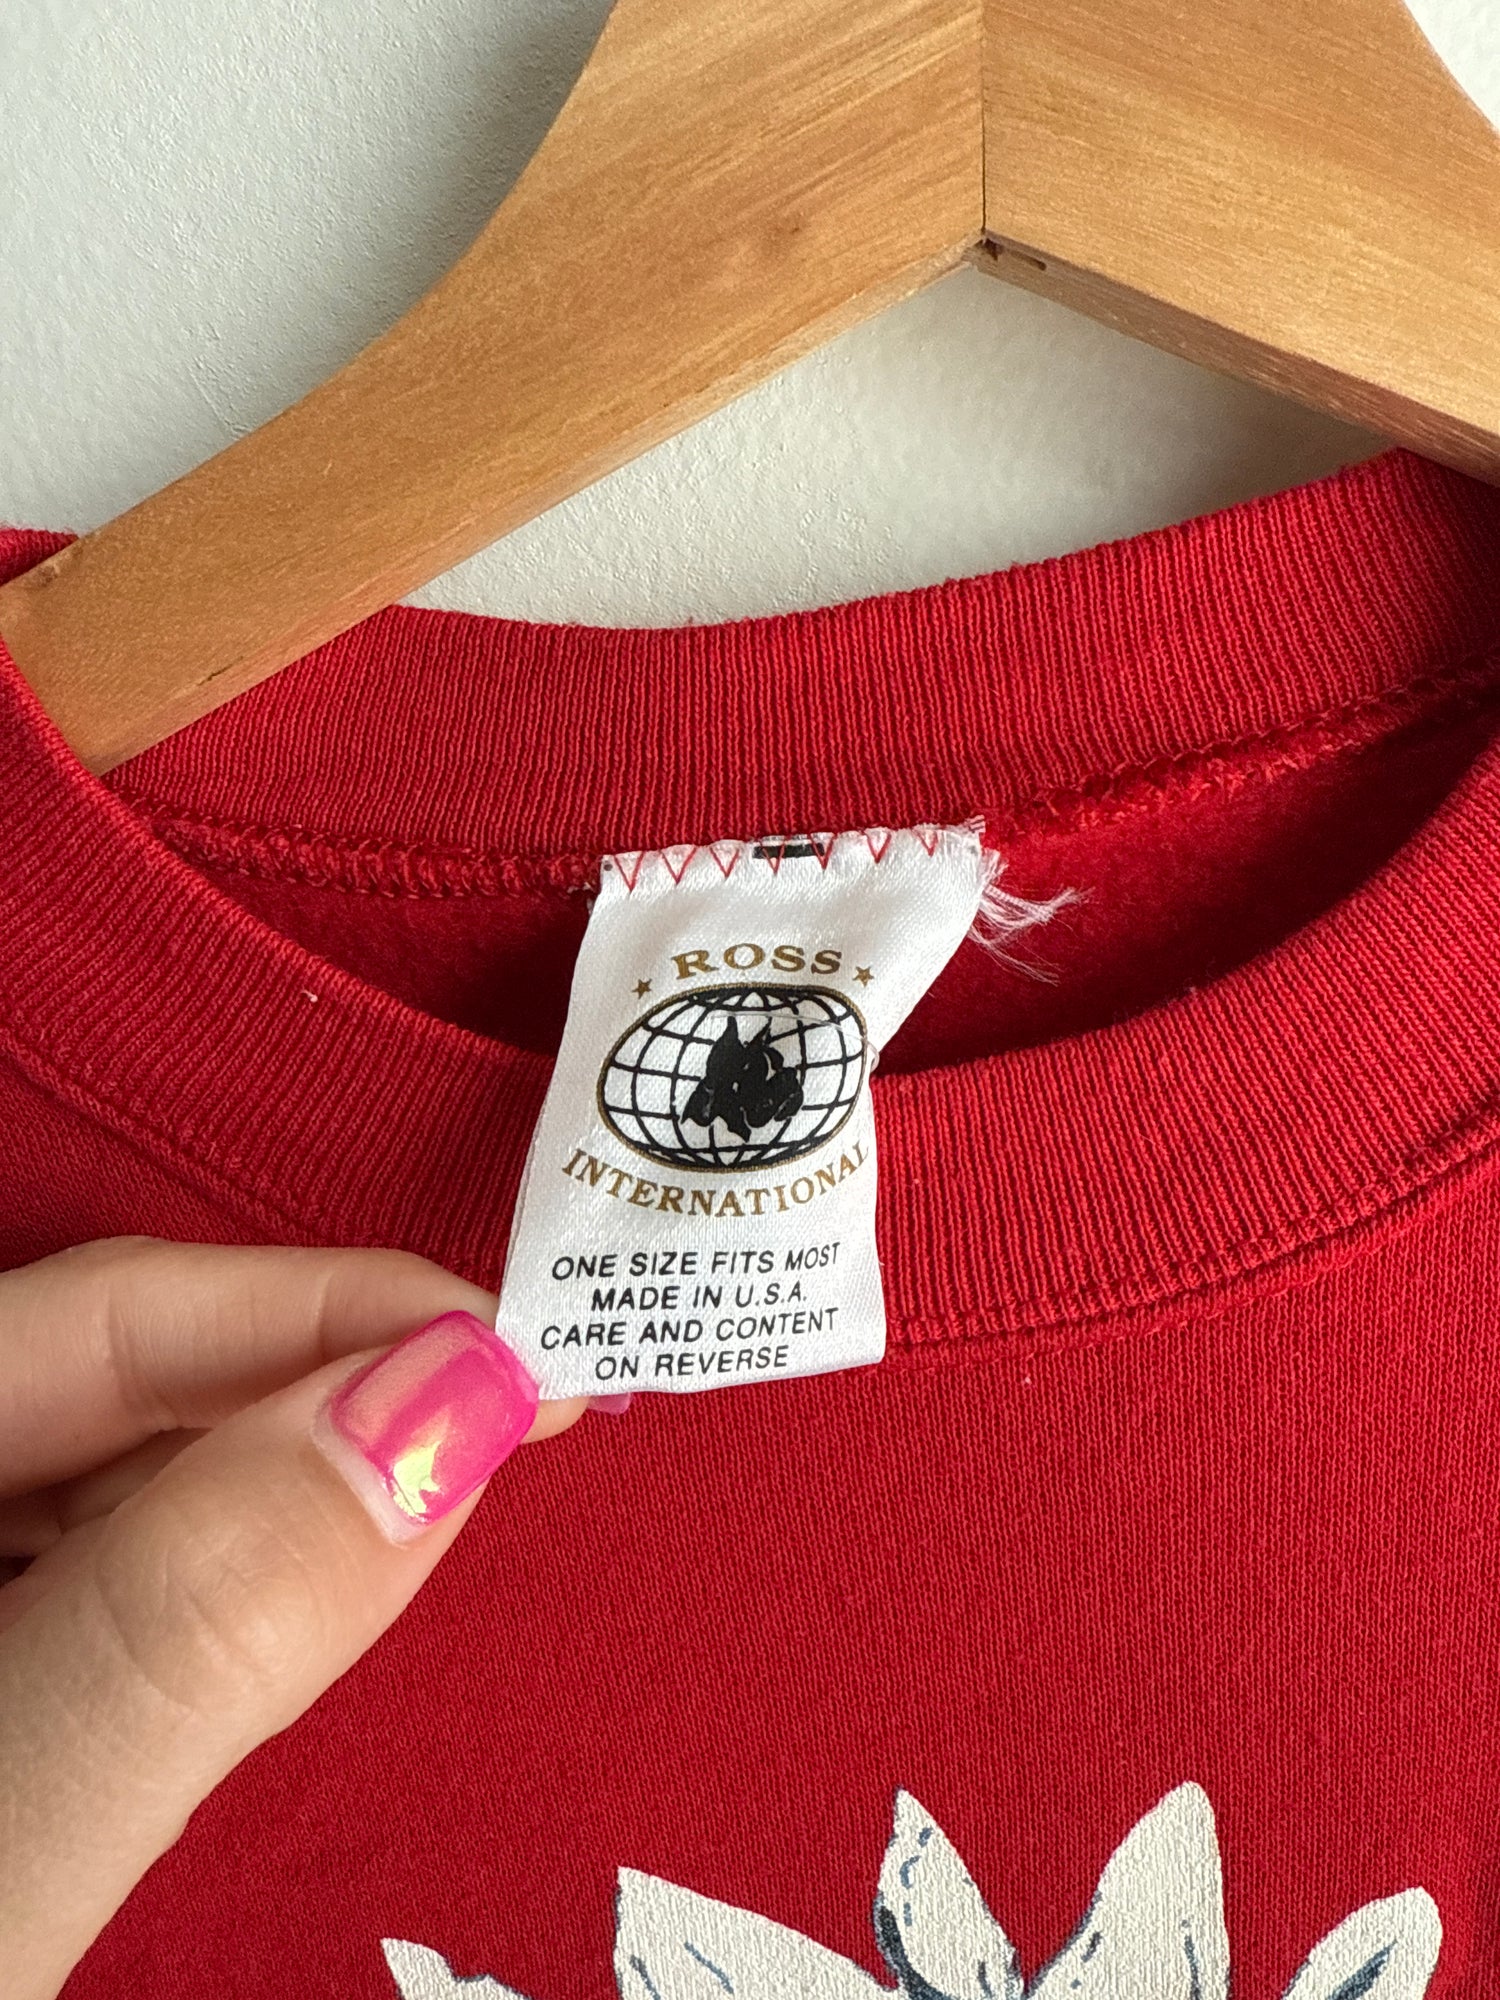 ROSS
INTERNATIONAL
ONE SIZE FITS MOST
MADE IN U.S.A.
CARE AND CONTENT
ON REVERSE